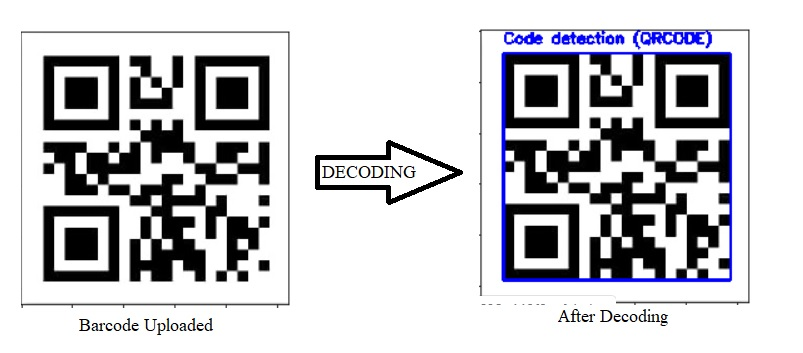 Code detection (QRCODE)
DECODING
Barcode Uploaded
After Decoding